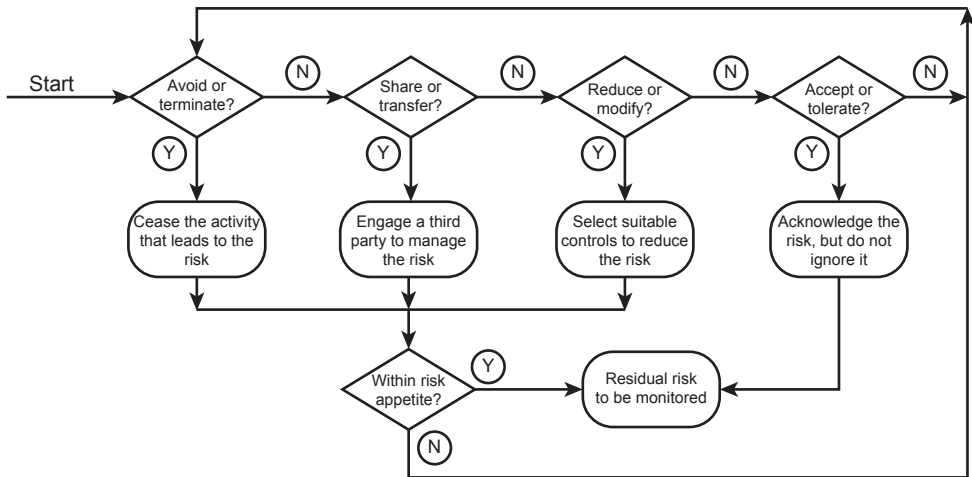 Start
Avoid or
terminate?
N
Share or
transfer?
N
Reduce or
modify?
N
Accept or
tolerate?
N
Y
Y
Y
Y
Cease the activity
that leads to the
risk
Engage a third
party to manage
the risk
Select suitable
controls to reduce
the risk
Acknowledge the
risk, but do not
ignore it
Within risk
appetite?
Y
Residual risk
to be monitored
N